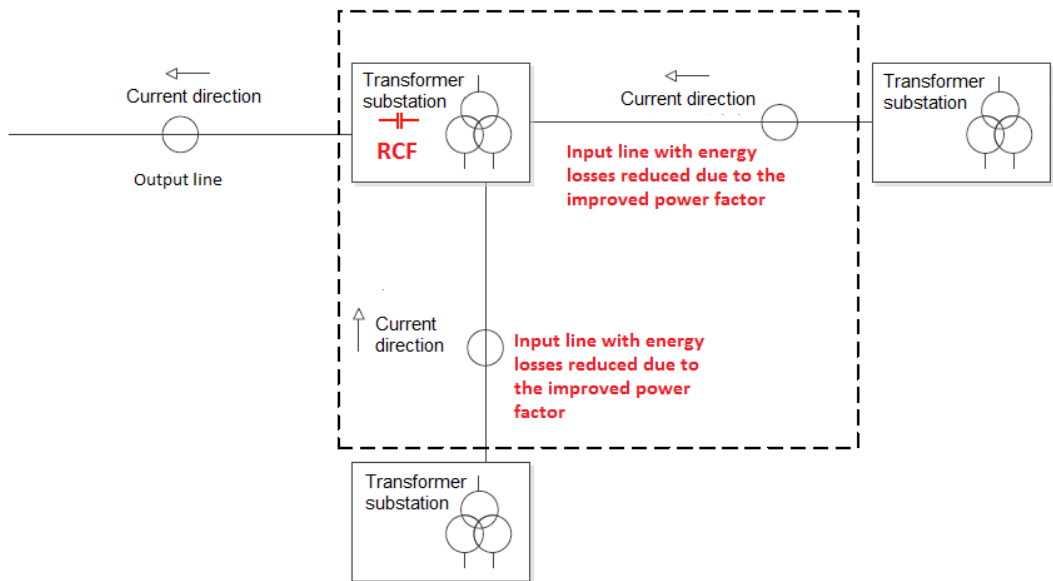 Current direction
Output line
Transformer
substation
RCF
Current direction
Input line with energy
losses reduced due to the
improved power factor
Transformer
substation
Current
direction
Input line with energy
losses reduced due to
the improved power
factor
Transformer
substation